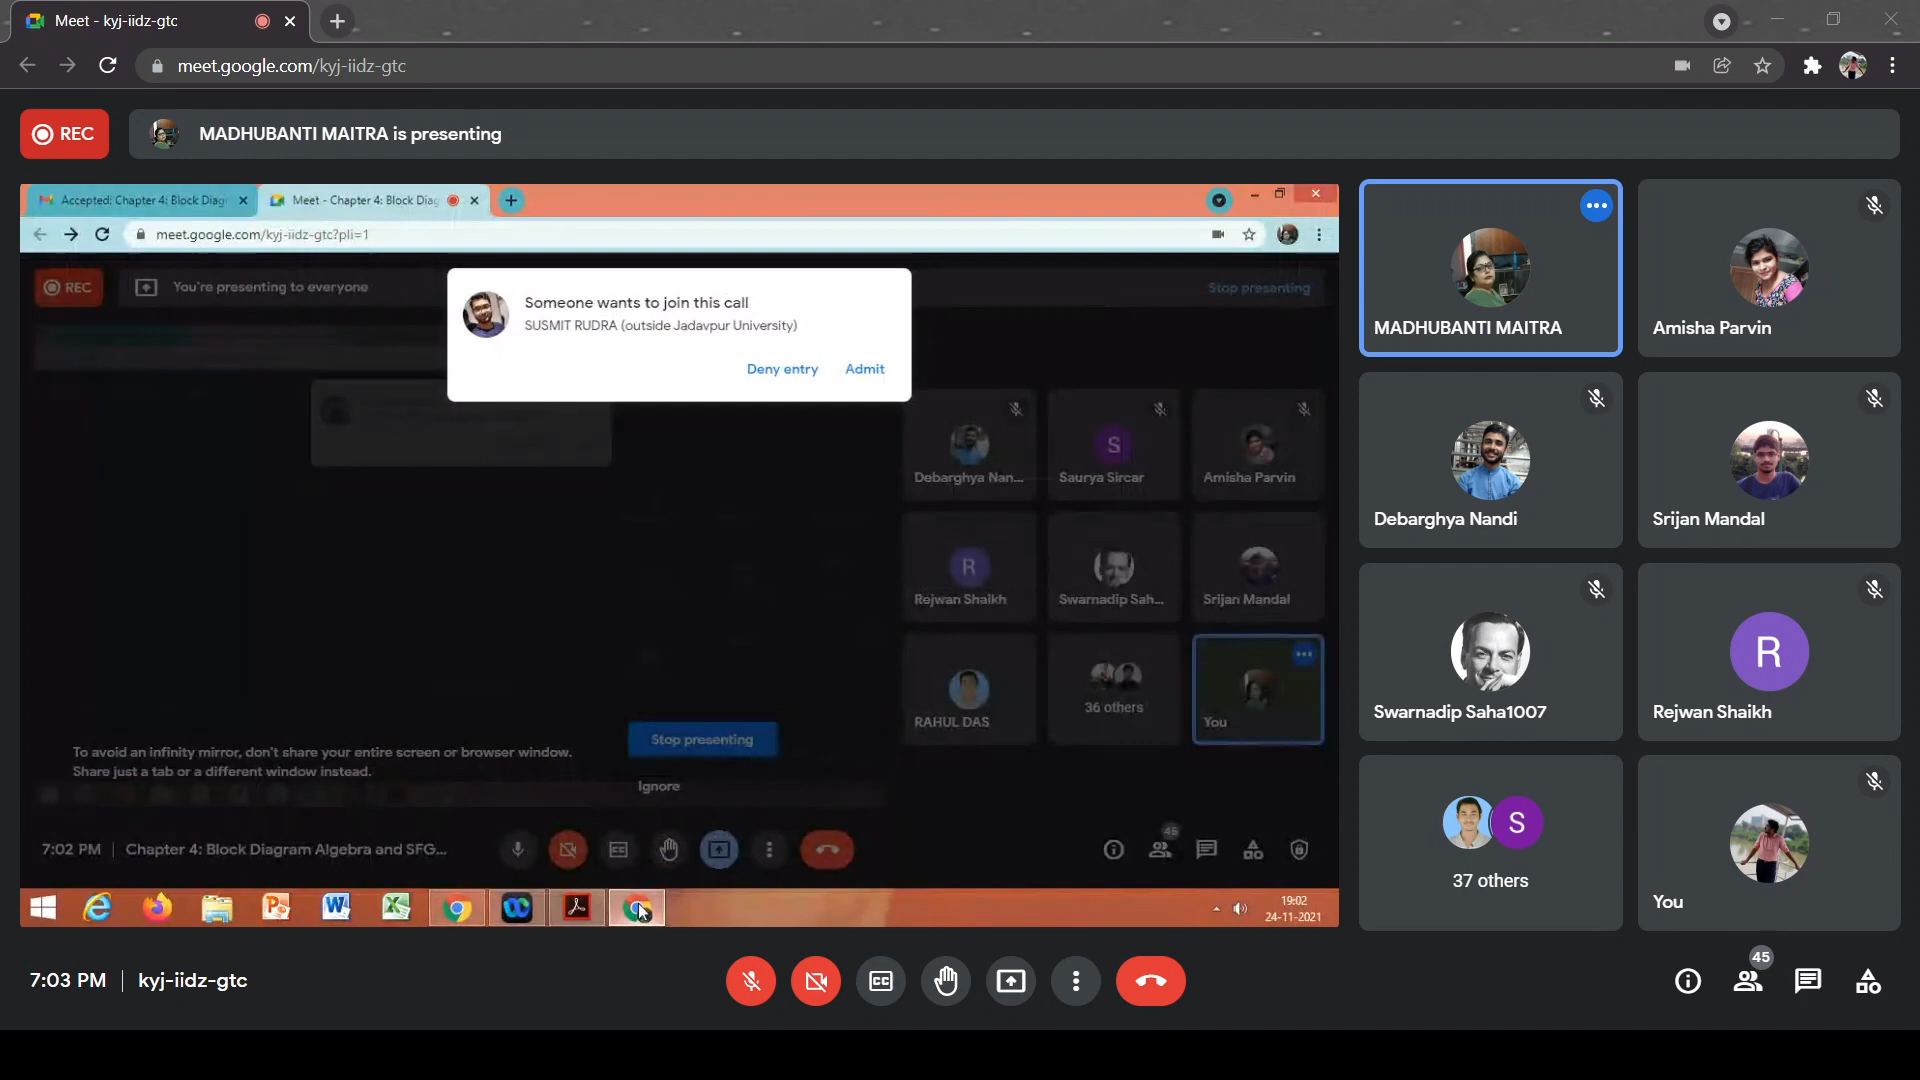 Meet - kyj-iidz-gtc
meet.google.com/kyj-iidz-gtc
REC
MADHUBANTI MAITRA is presenting
Accepted: Chapter 4: Block Diag
Meet - Chapter 4: Block Diag
meet.google.com/kyj-iidz-gtc?pli=1
REC
You're presenting to everyone
Stop presenting
Someone wants to join this call
SUSMIT RUDRA (outside Jadavpur University)
Deny entry
Admit
Debarghya Nan...
S
Saurya Sircar
Amisha Parvin
R
Rejwan Shaikh
Swarnadip Sah...
Srijan Mandal
RAHUL DAS
36 others
You
To avoid an infinity mirror, don't share your entire screen or browser window.
Share just a tab or a different window instead.
Stop presenting
Ignore
7:02 PM
Chapter 4: Block Diagram Algebra and SFG...
CC
45
19:02
24-11-2021
MADHUBANTI MAITRA
Amisha Parvin
Debarghya Nandi
Srijan Mandal
Swarnadip Saha1007
R
Rejwan Shaikh
S
37 others
You
7:03 PM
kyj-iidz-gtc
CC
45